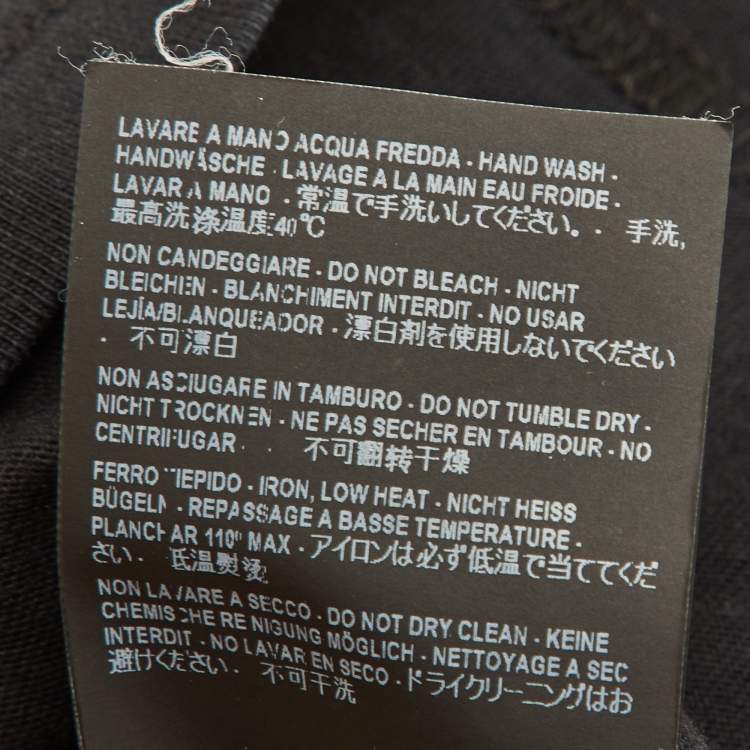 LAVARE A MANO ACQUA FREDDA - HAND WASH -
HANDWÄSCHE - LAVAGE A LA MAIN EAU FROIDE -
LAVAR A MANO - 常温で手洗いしてください。- 手洗,
最高洗涤温度40℃
NON CANDEGGIARE - DO NOT BLEACH - NICHT
BLEICHEN - BLANCHIMENT INTERDIT - NO USAR
LEJÍA/BLANQUEADOR - 漂白剤を使用しないでください
- 不可漂白
NON ASCIUGARE IN TAMBURO - DO NOT TUMBLE DRY -
NICHT TROCKNEN - NE PAS SECHER EN TAMBOUR - NO
CENTRIFUGAR - 不可翻转干燥
FERRO TIEPIDO - IRON, LOW HEAT - NICHT HEISS
BÜGELN - REPASSAGE A BASSE TEMPERATURE -
PLANCHAR 110° MAX - アイロンは必ず低温で当ててくだ
さい - 低温熨烫
NON LAVARE A SECCO - DO NOT DRY CLEAN - KEINE
CHEMISCHE REINIGUNG MÖGLICH - NETTOYAGE A SEC
INTERDIT - NO LAVAR EN SECO - ドライクリーニングはお
避けください - 不可干洗